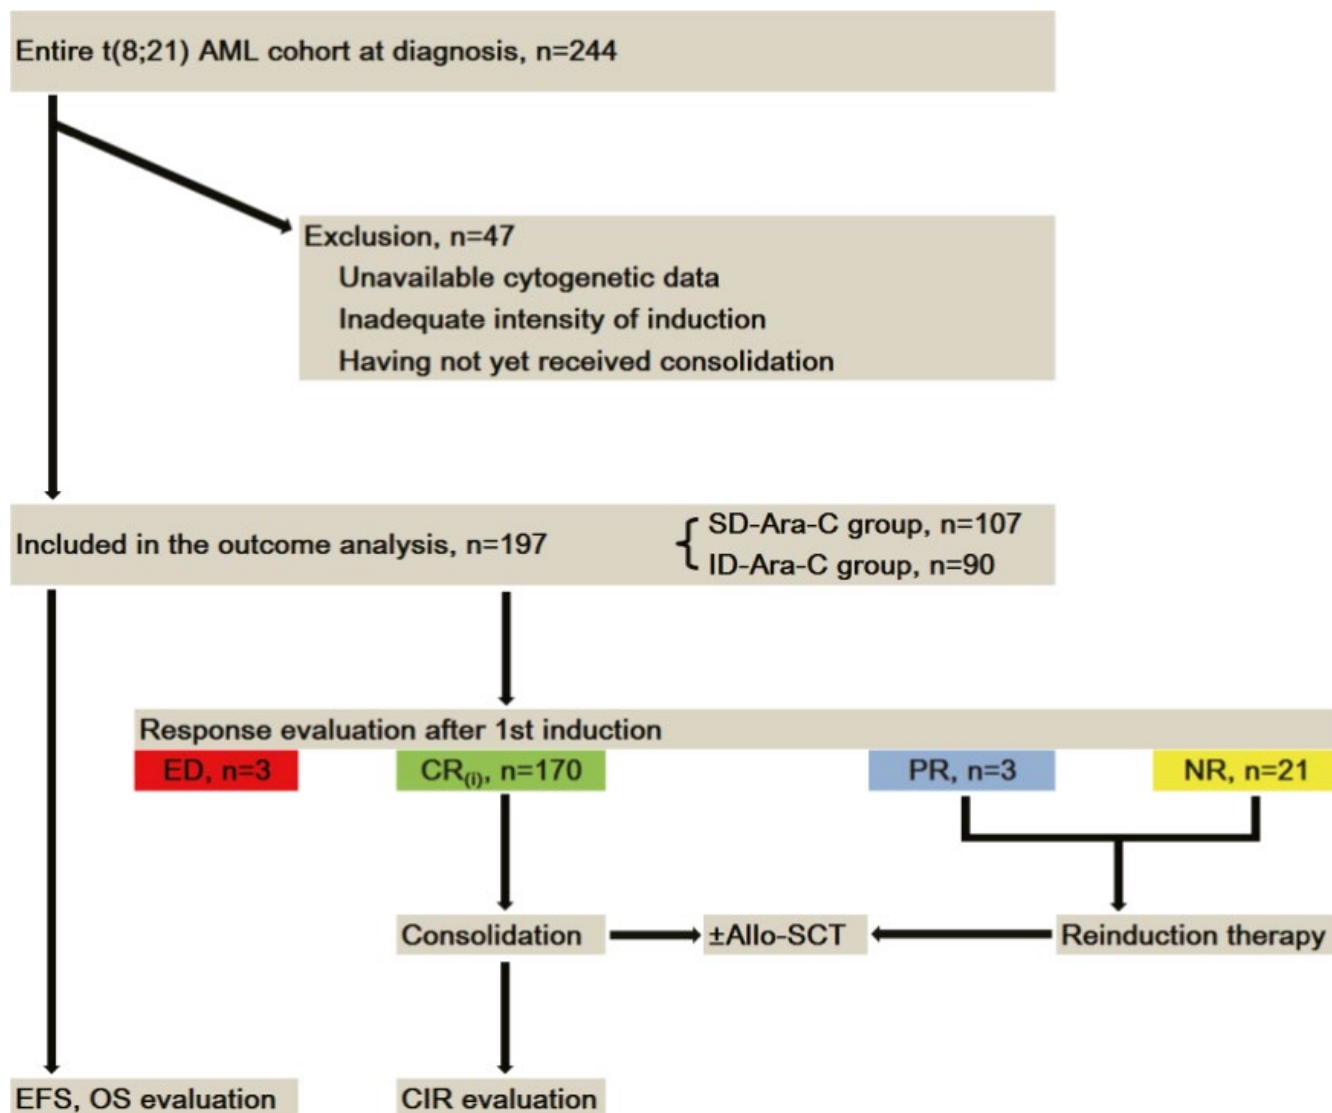 Entire t(8;21) AML cohort at diagnosis, n=244
Exclusion, n=47
Unavailable cytogenetic data
Inadequate intensity of induction
Having not yet received consolidation
Included in the outcome analysis, n=197
SD-Ara-C group, n=107
ID-Ara-C group, n=90
Response evaluation after 1st induction
ED, n=3
CR(i), n=170
PR, n=3
NR, n=21
Consolidation
±Allo-SCT
Reinduction therapy
EFS, OS evaluation
CIR evaluation